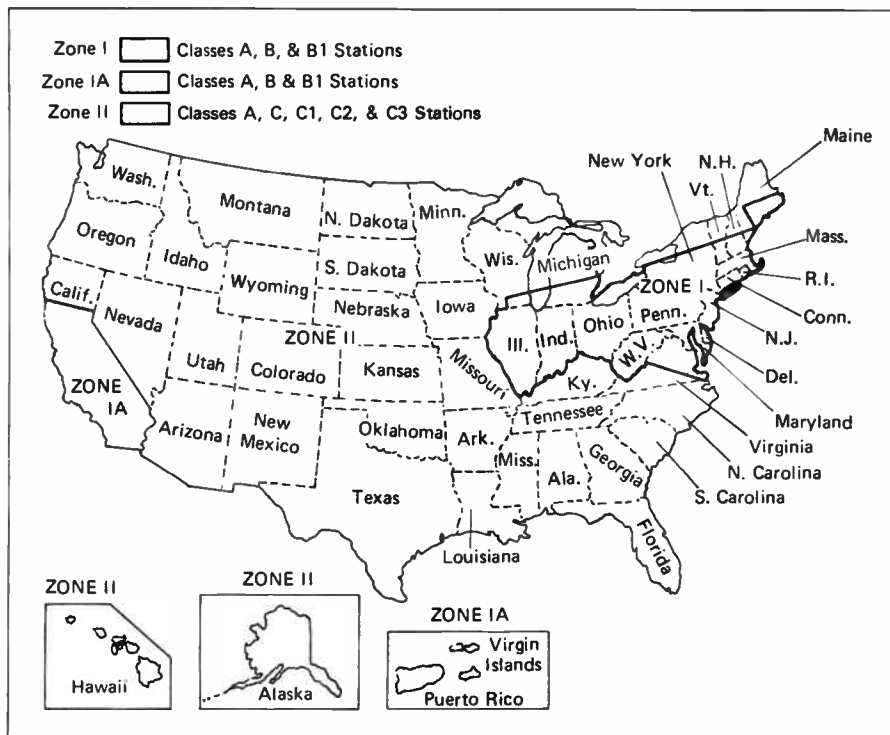 Zone I Classes A, B, & B1 Stations
Zone IA Classes A, B & B1 Stations
Zone II Classes A, C, C1, C2, & C3 Stations
Maine
New York
N.H.
Vt.
Wash.
Montana
N. Dakota
Minn.
Mass.
Oregon
Idaho
Wis.
Michigan
R.I.
S. Dakota
Wyoming
ZONE I
Calif.
Nebraska
Iowa
Conn.
Nevada
Ohio
Penn.
ZONE II
Ill.
Ind.
N.J.
Utah
Colorado
Kansas
Missouri
W.V.
Del.
ZONE
IA
Ky.
Maryland
Arizona
New
Mexico
Oklahoma
Ark.
Tennessee
Virginia
N. Carolina
Miss.
Ala.
Georgia
S. Carolina
Texas
Louisiana
Florida
ZONE II
Hawaii
ZONE II
Alaska
ZONE IA
Virgin
Islands
Puerto Rico